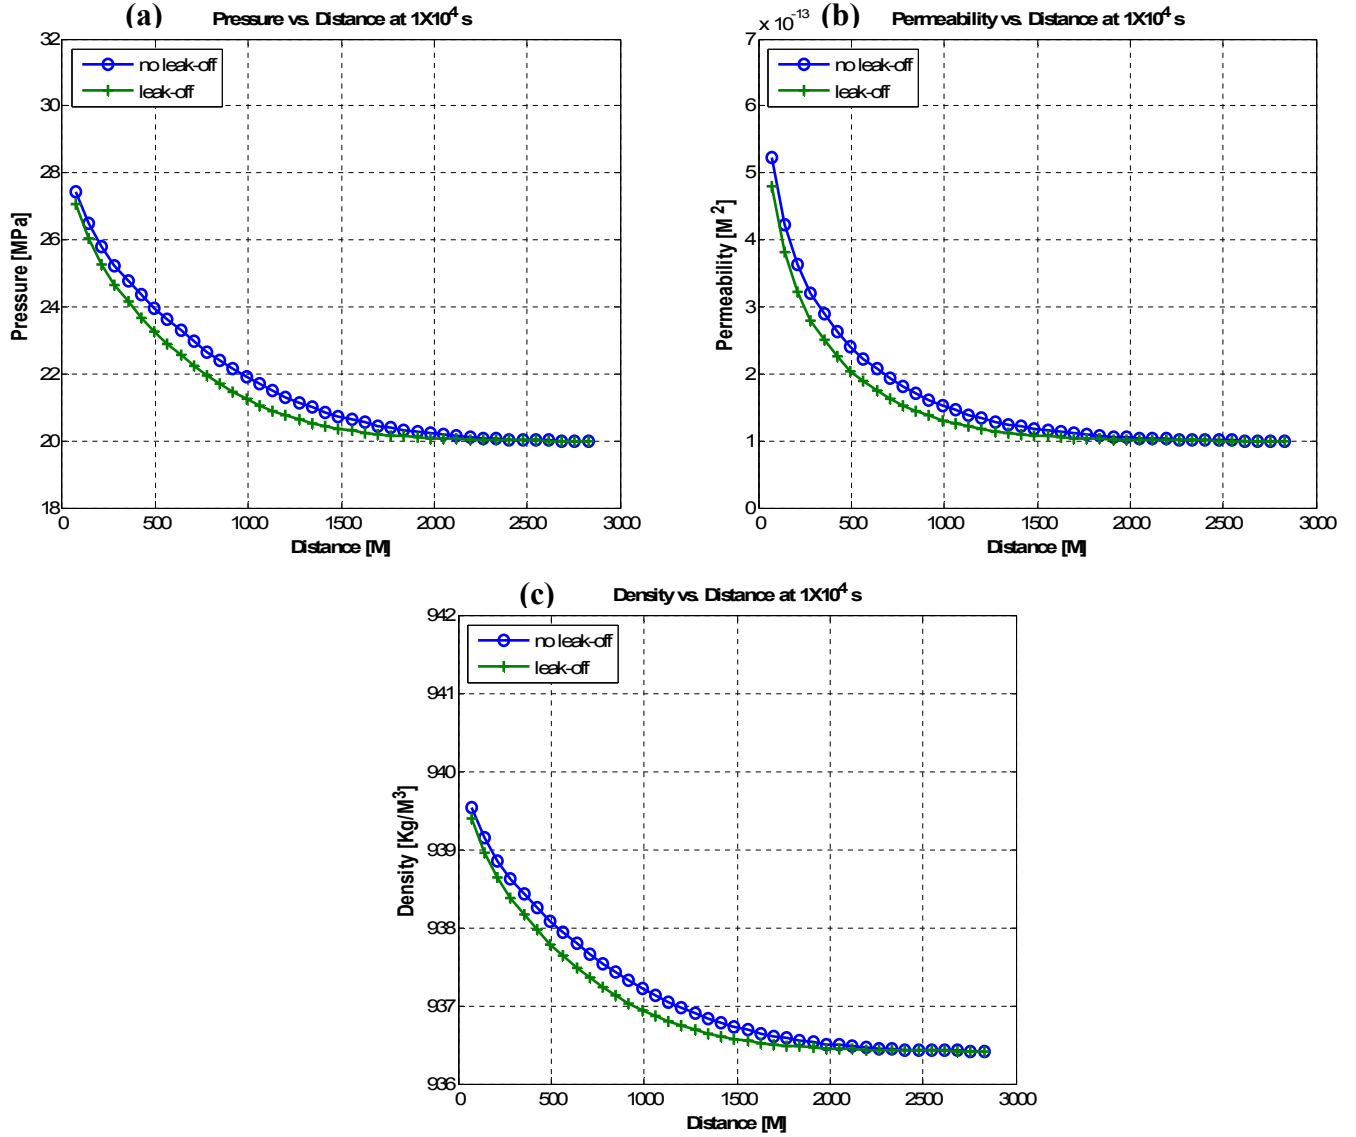 (a) Pressure vs. Distance at 1X10^4 s
32
30
28
26
24
22
20
18
0 500 1000 1500 2000 2500 3000
Pressure [MPa]
Distance [M]
no leak-off
leak-off
(b) Permeability vs. Distance at 1X10^4 s
x 10^-13
7
6
5
4
3
2
1
0
0 500 1000 1500 2000 2500 3000
Permeability [M^2]
Distance [M]
no leak-off
leak-off
(c) Density vs. Distance at 1X10^4 s
942
941
940
939
938
937
936
0 500 1000 1500 2000 2500 3000
Density [Kg/M^3]
Distance [M]
no leak-off
leak-off